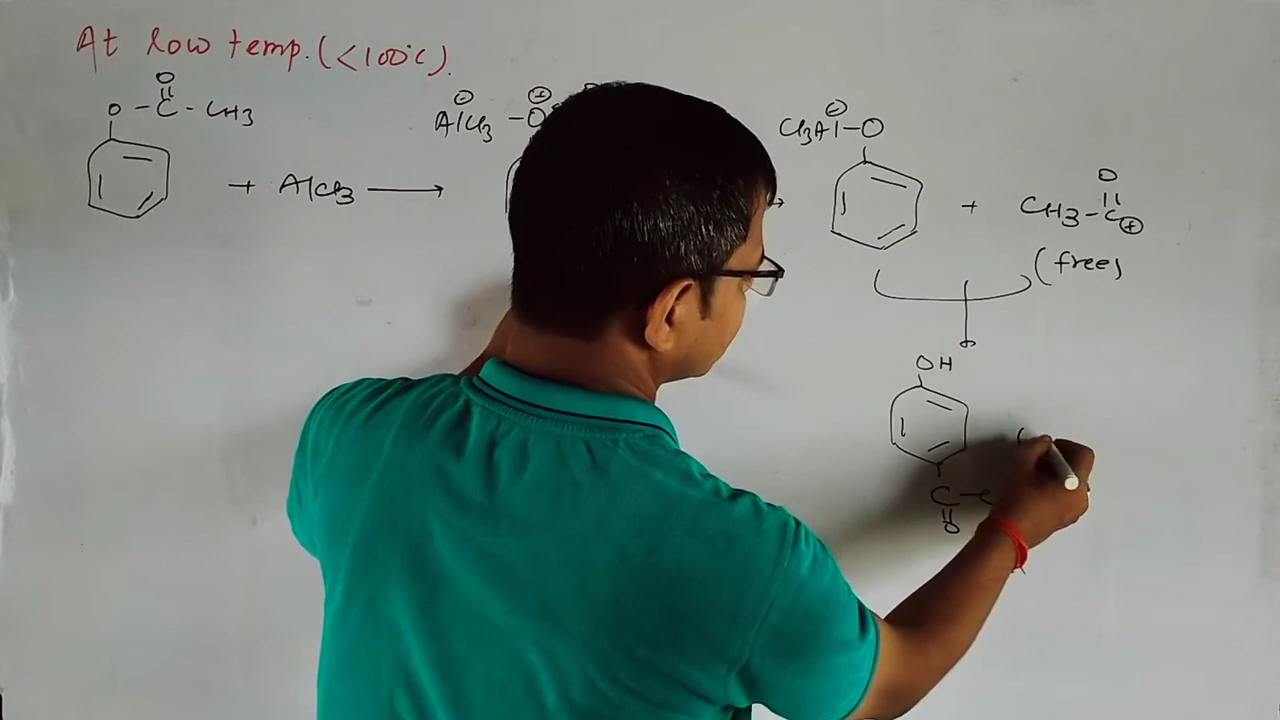 At low temp. (<100°C).
O
O - C - CH3
+ AlCl3
⊖ ⊕
AlCl3 - O
⊖
Cl3Al - O
+
O
CH3 - C ⊕
(free)
OH
C -
O